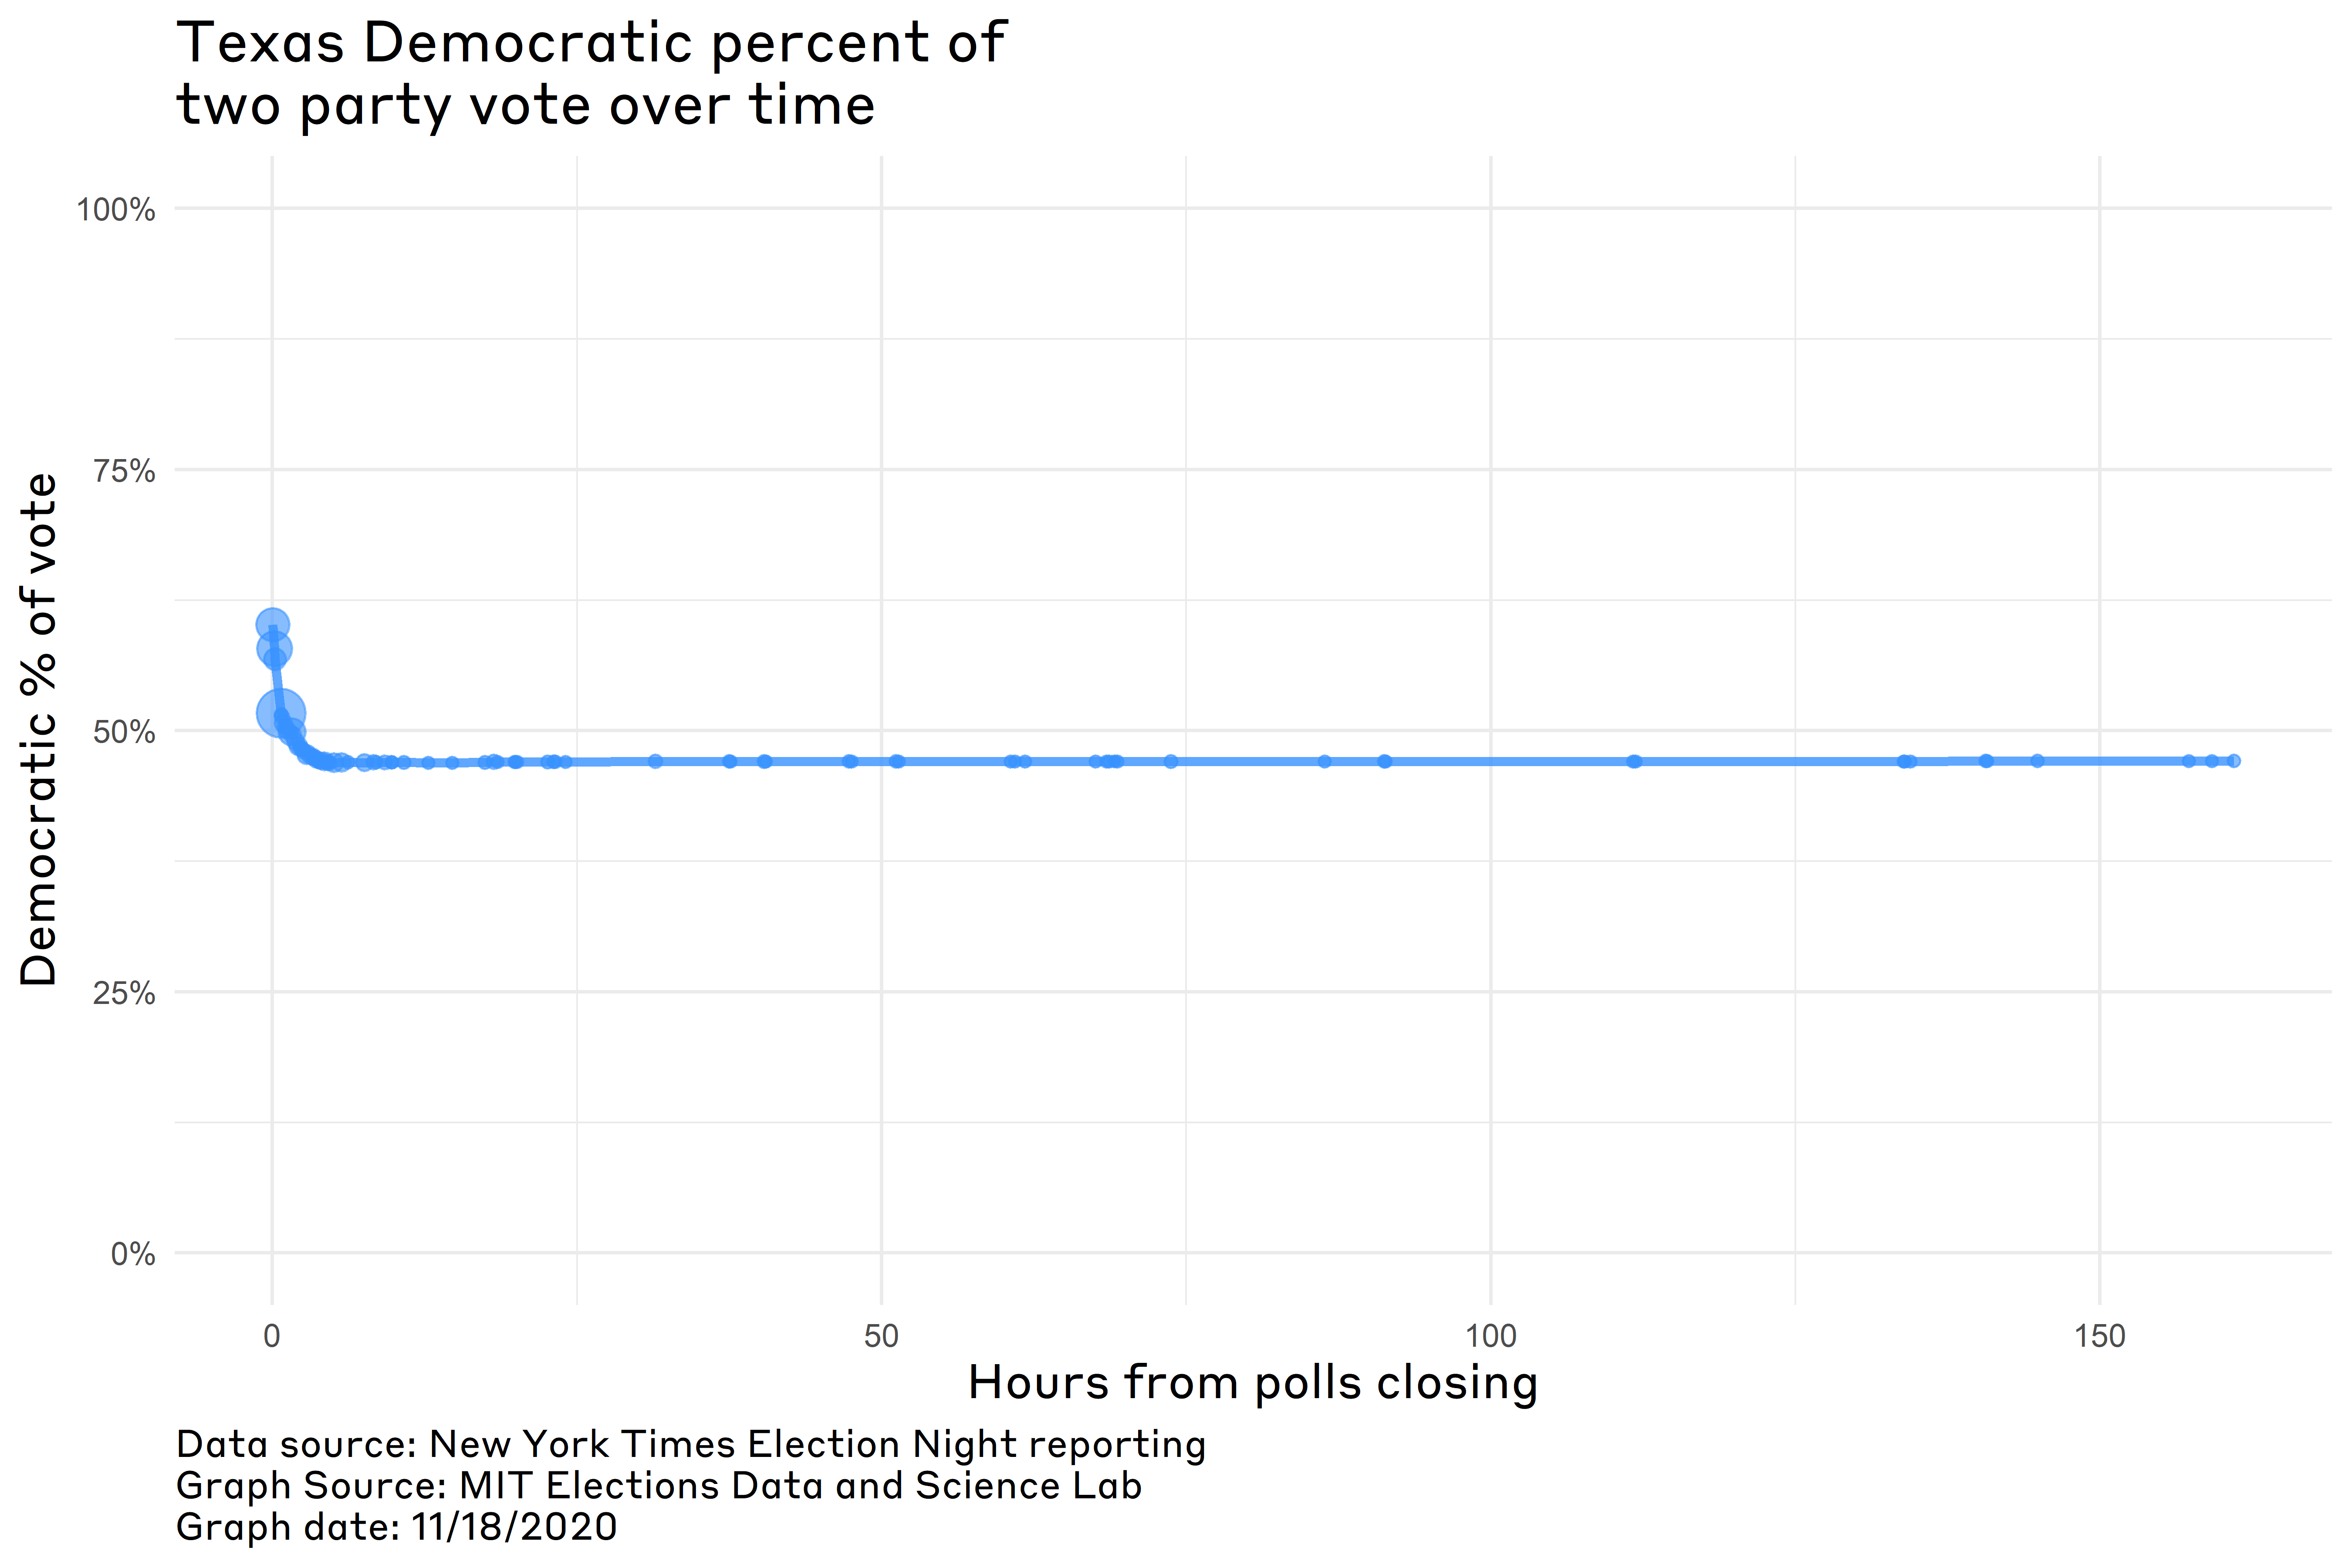 Texas Democratic percent of
two party vote over time
100%
75%
50%
25%
0%
Democratic % of vote
0
50
100
150
Hours from polls closing
Data source: New York Times Election Night reporting
Graph Source: MIT Elections Data and Science Lab
Graph date: 11/18/2020